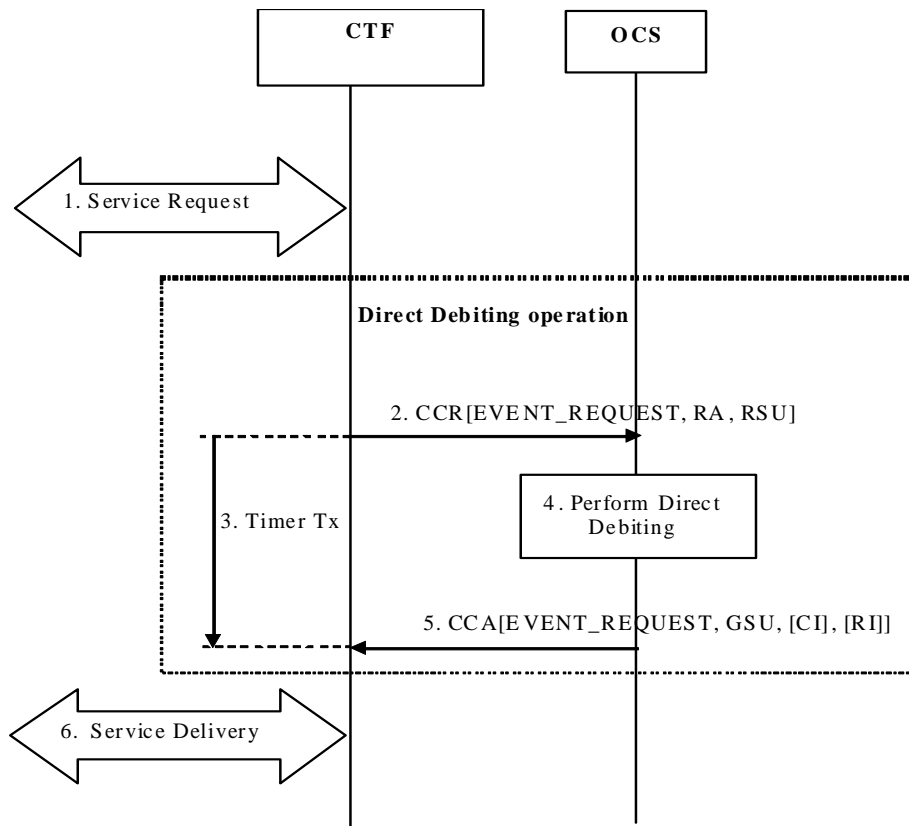 CTF
OCS
1. Service Request
Direct Debiting operation
2. CCR[EVENT_REQUEST, RA, RSU]
3. Timer Tx
4. Perform Direct
Debiting
5. CCA[EVENT_REQUEST, GSU, [CI], [RI]]
6. Service Delivery